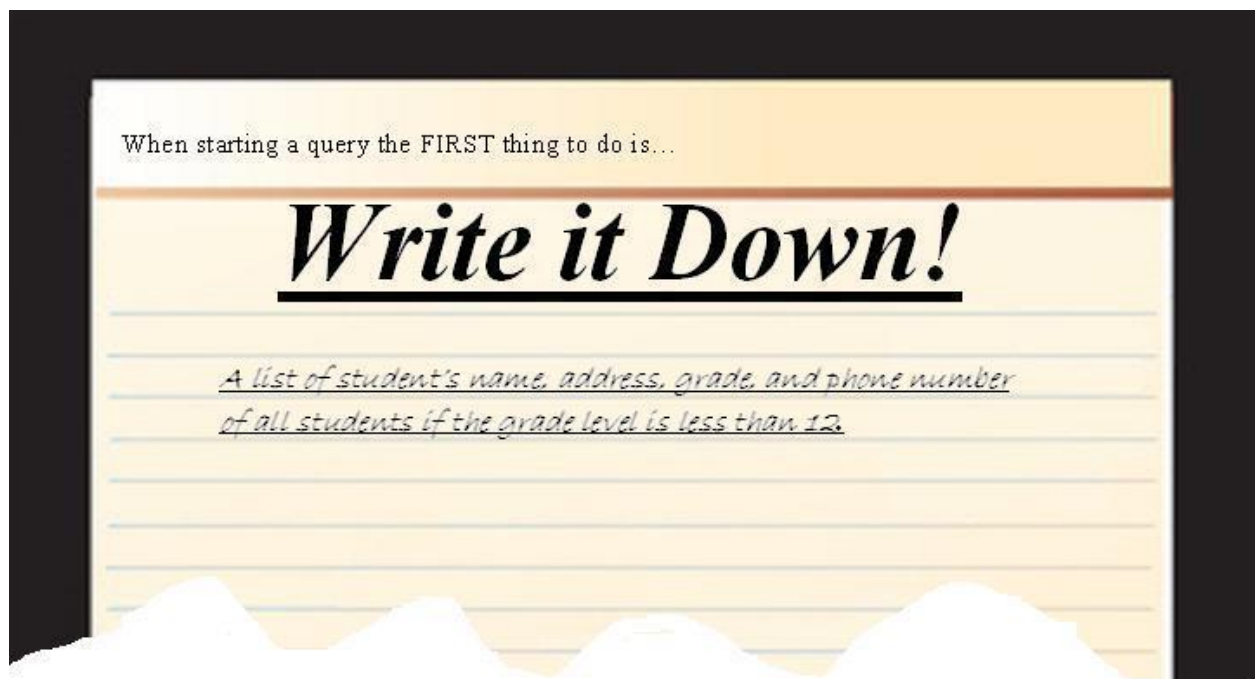 When starting a query the FIRST thing to do is...
Write it Down!
A list of student's name, address, grade, and phone number
of all students if the grade level is less than 12.